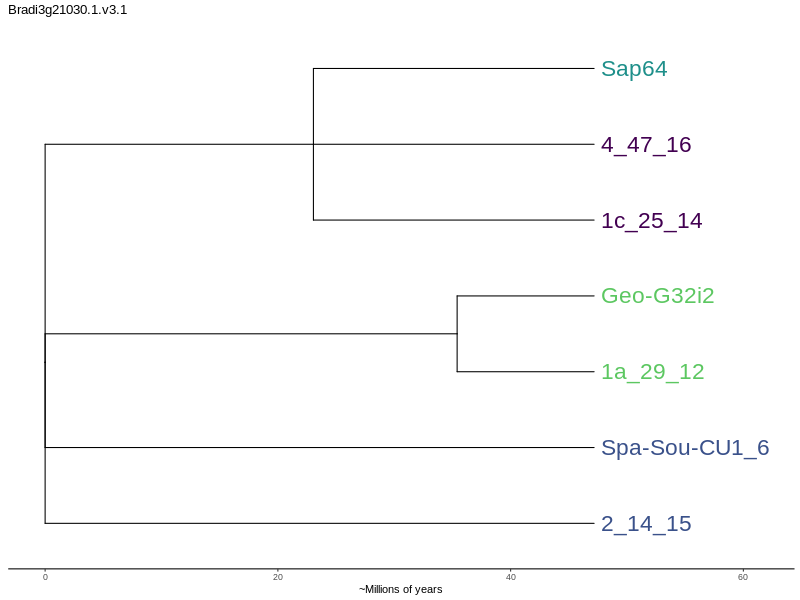 Bradi3g21030.1.v3.1
Sap64
4_47_16
1c_25_14
Geo-G32i2
1a_29_12
Spa-Sou-CU1_6
2_14_15
0 20 40 60
~Millions of years